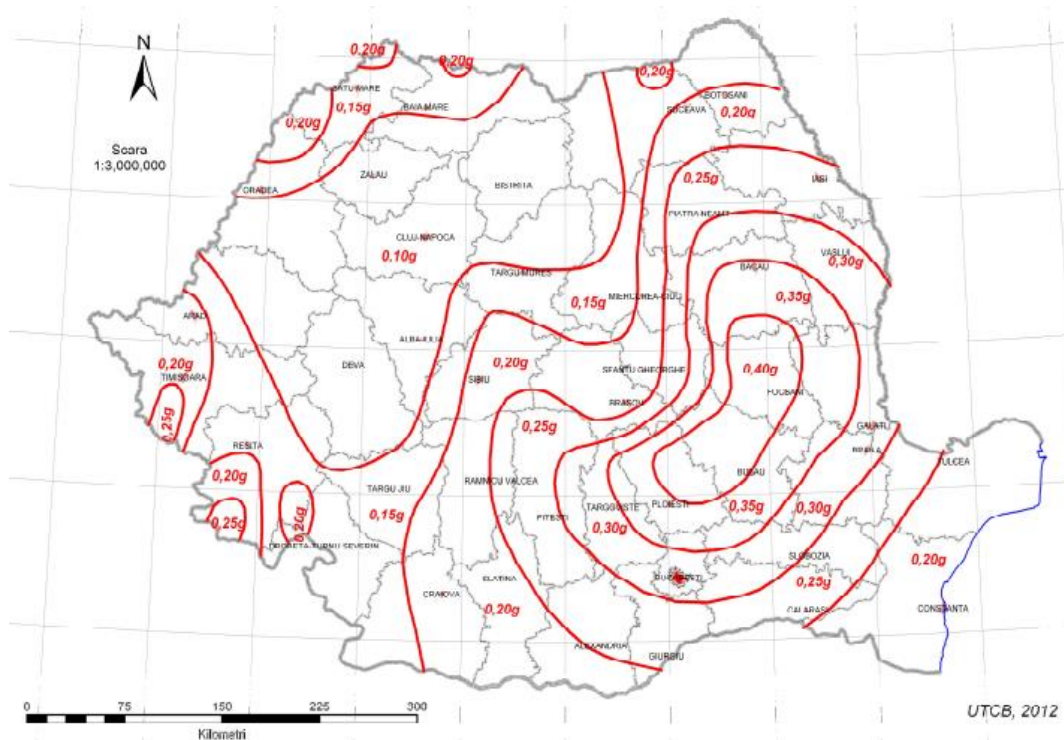 N
0.20g
0,20g
0,20g
BOTOSANI
BAIA MARE
0,15g
SUCEAVA
0,20g
0,20g
Scara
1:3,000,000
IASI
ZALAU
0,25g
BISTRITA
ORADEA
PIATRA-NEAMT
CLUJ-NAPOCA
VASLUI
0.10g
0,30g
BACAU
TARGU MURES
0,15g
MIERCUREA-CIUC
0,35g
ARAD
ALBA-IULIA
0,20g
DEVA
0,20g
SFANTU GHEORGHE
0,40g
TIMISOARA
SIBIU
FOCSANI
BRASOV
0,25g
0,25g
GALATI
RESITA
BRAILA
TULCEA
0,20g
RAMNICU VALCEA
BUZAU
TARGU JIU
0,15g
PLOIESTI
TARGOVISTE
0,35g
0,30g
0,25g
0,20g
PITESTI
0,30g
DROBETA-TURNU SEVERIN
SLOBOZIA
0,20g
BUCURESTI
0,25g
SLATINA
CRAIOVA
0,20g
CALARASI
CONSTANTA
ALEXANDRIA
GIURGIU
0 75 150 225 300
Kilometri
UTCB, 2012